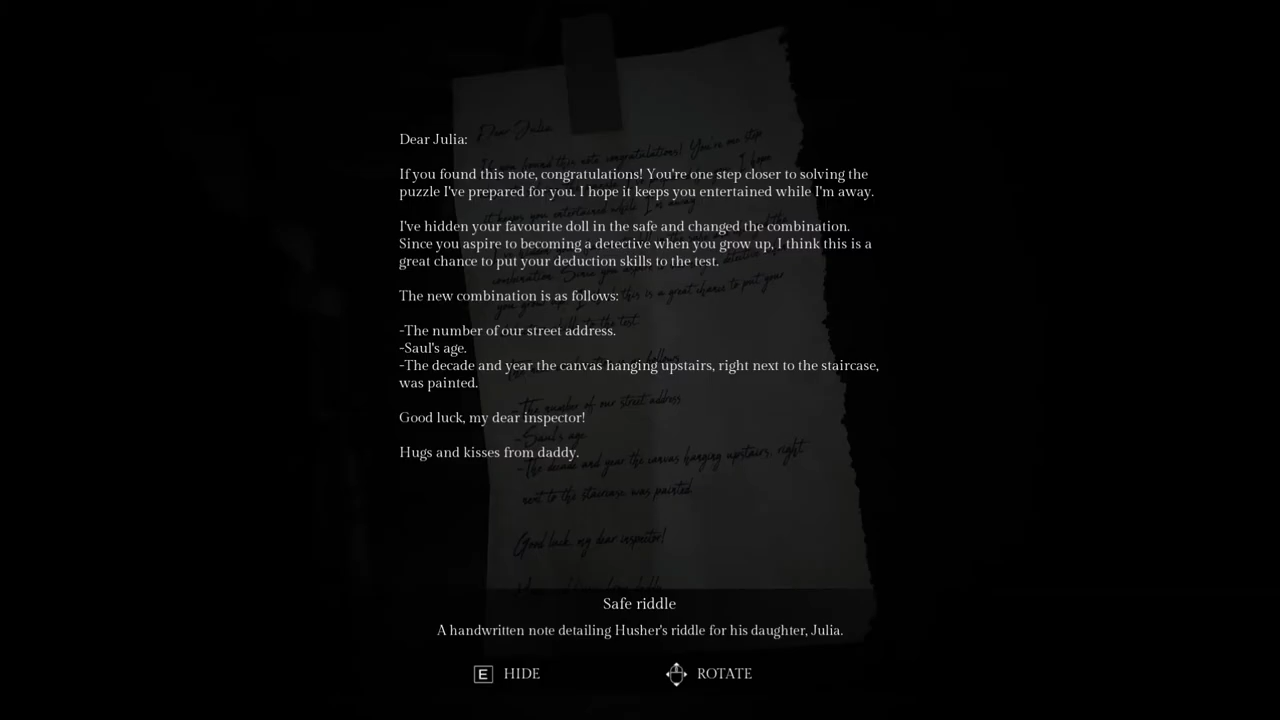 Dear Julia:
If you found this note, congratulations! You're one step closer to solving the
puzzle I've prepared for you. I hope it keeps you entertained while I'm away.
I've hidden your favourite doll in the safe and changed the combination.
Since you aspire to becoming a detective when you grow up, I think this is a
great chance to put your deduction skills to the test.
The new combination is as follows:
-The number of our street address.
-Saul's age.
-The decade and year the canvas hanging upstairs, right next to the staircase,
was painted.
Good luck, my dear inspector!
Hugs and kisses from daddy.
Safe riddle
A handwritten note detailing Husher's riddle for his daughter, Julia.
E HIDE
ROTATE